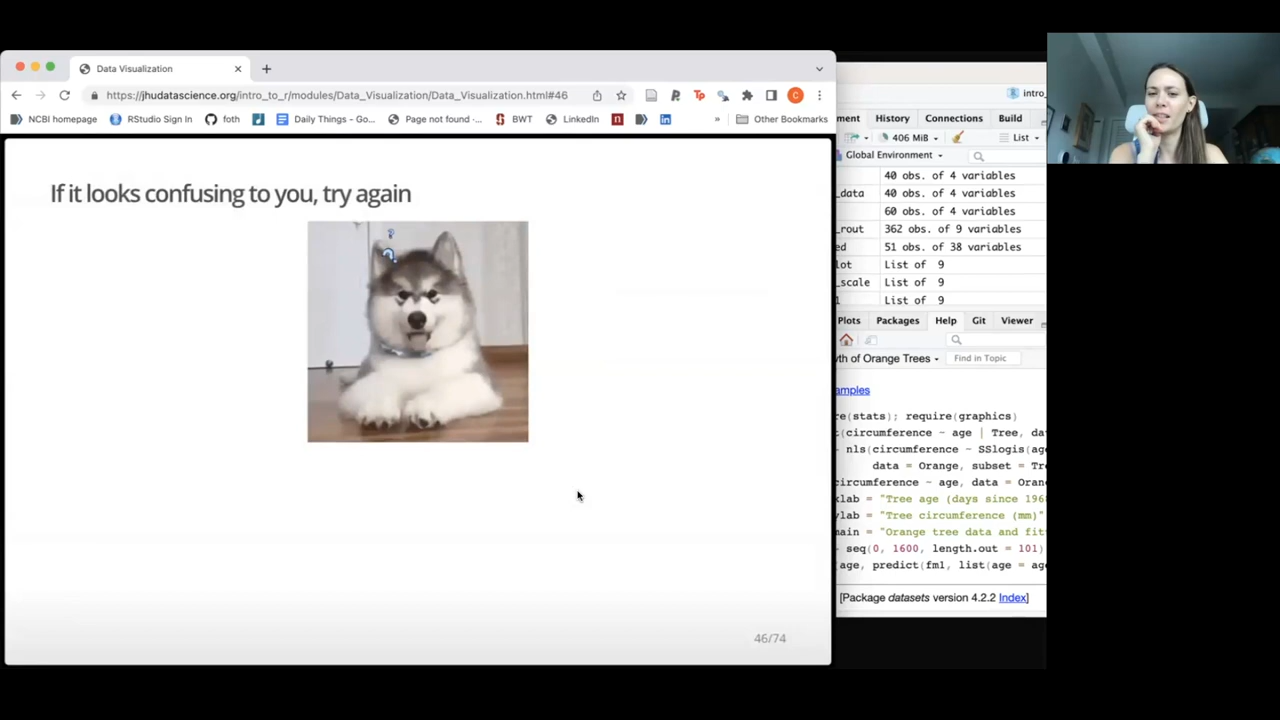 Data Visualization
https://jhudatascience.org/intro_to_r/modules/Data_Visualization/Data_Visualization.html#46
NCBI homepage
RStudio Sign In
foth
Daily Things - Go...
Page not found ·...
BWT
LinkedIn
»
Other Bookmarks
If it looks confusing to you, try again
?
46/74
intro_
ment
History
Connections
Build
406 MiB
List
Global Environment
40 obs. of 4 variables
_data 40 obs. of 4 variables
60 obs. of 4 variables
_rout 362 obs. of 9 variables
ed 51 obs. of 38 variables
lot List of 9
_scale List of 9
1 List of 9
Plots
Packages
Help
Git
Viewer
th of Orange Trees
Find in Topic
amples
re(stats); require(graphics)
t(circumference ~ age | Tree, da
nls(circumference ~ SSlogis(ag
data = Orange, subset = Tr
circumference ~ age, data = Oran
xlab = "Tree age (days since 196
ylab = "Tree circumference (mm)"
main = "Orange tree data and fit
seq(0, 1600, length.out = 101)
age, predict(fm1, list(age = ag
[Package datasets version 4.2.2 Index]